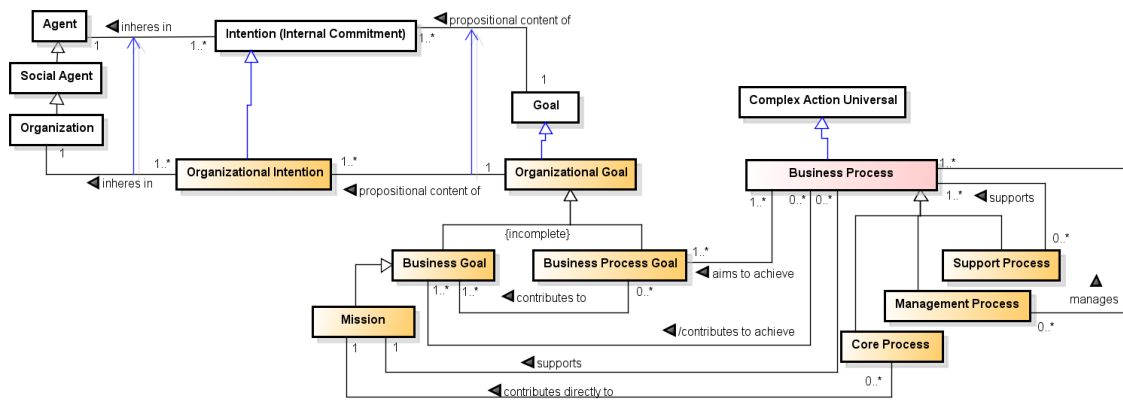 Agent
inheres in
1
1..*
Intention (Internal Commitment)
propositional content of
1..*
1
Social Agent
Goal
Complex Action Universal
Organization
1
inheres in
1..*
Organizational Intention
1..*
propositional content of
1
Organizational Goal
Business Process
1..*
1..*
0..*
0..*
1..*
supports
0..*
{incomplete}
Business Goal
Business Process Goal
1..*
aims to achieve
Support Process
1..*
1..*
contributes to
0..*
Management Process
manages
0..*
Mission
1
1
/contributes to achieve
Core Process
supports
0..*
contributes directly to